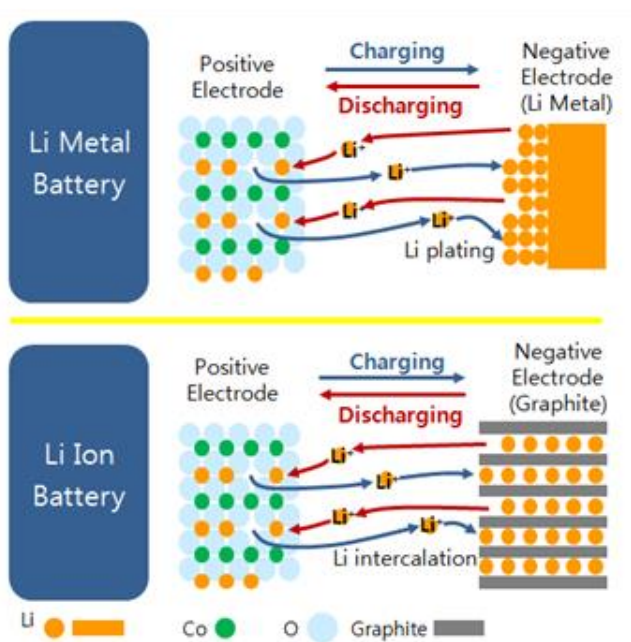 Li Metal
Battery
Positive
Electrode
Charging
Discharging
Negative
Electrode
(Li Metal)
Li⁺
Li⁺
Li
Li⁺
Li plating
Li Ion
Battery
Positive
Electrode
Charging
Discharging
Negative
Electrode
(Graphite)
Li⁺
Li⁺
Li⁺
Li⁺
Li intercalation
Li
Co
O
Graphite